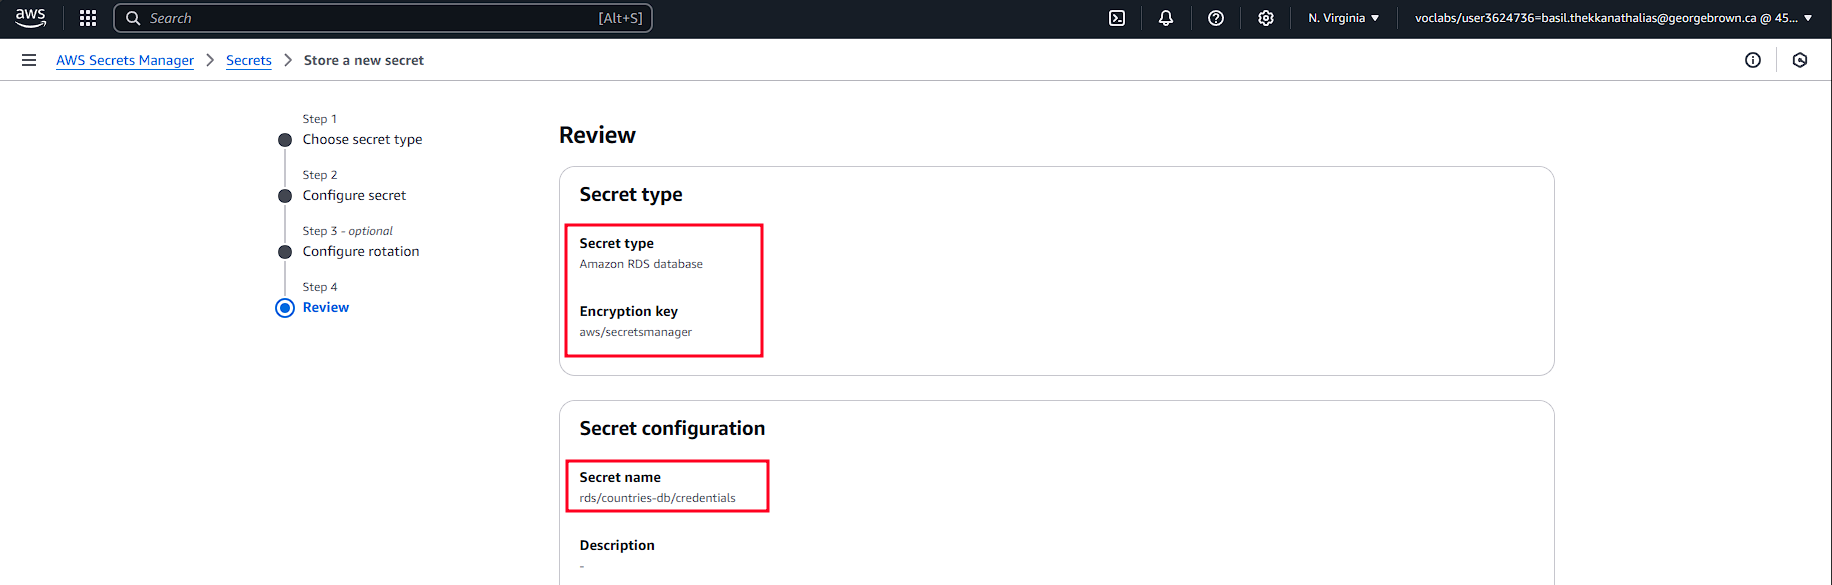 aws
Search [Alt+S]
N. Virginia
voclabs/user3624736=basil.thekkanathalias@georgebrown.ca @ 45...
AWS Secrets Manager > Secrets > Store a new secret
Step 1
Choose secret type
Step 2
Configure secret
Step 3 - optional
Configure rotation
Step 4
Review
Review
Secret type
Secret type
Amazon RDS database
Encryption key
aws/secretsmanager
Secret configuration
Secret name
rds/countries-db/credentials
Description
-